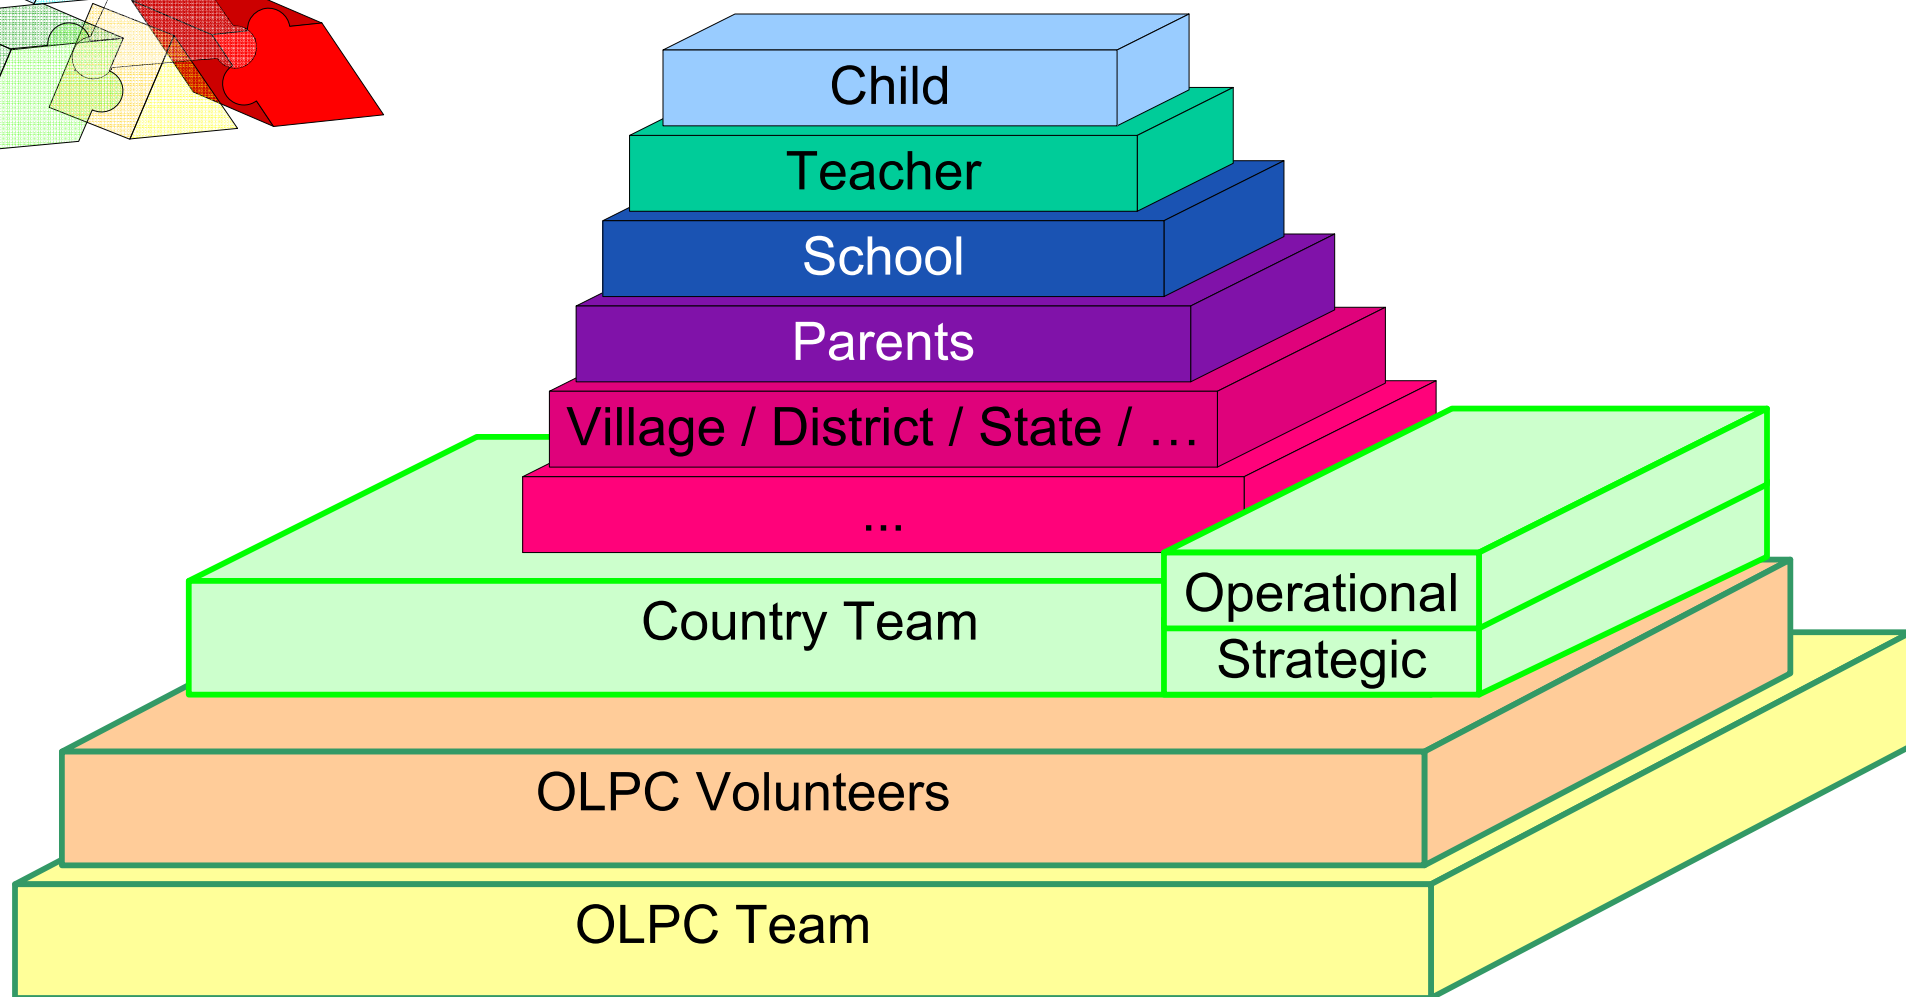 Child
Teacher
School
Parents
Village / District / State / …
...
Country Team
Operational
Strategic
OLPC Volunteers
OLPC Team